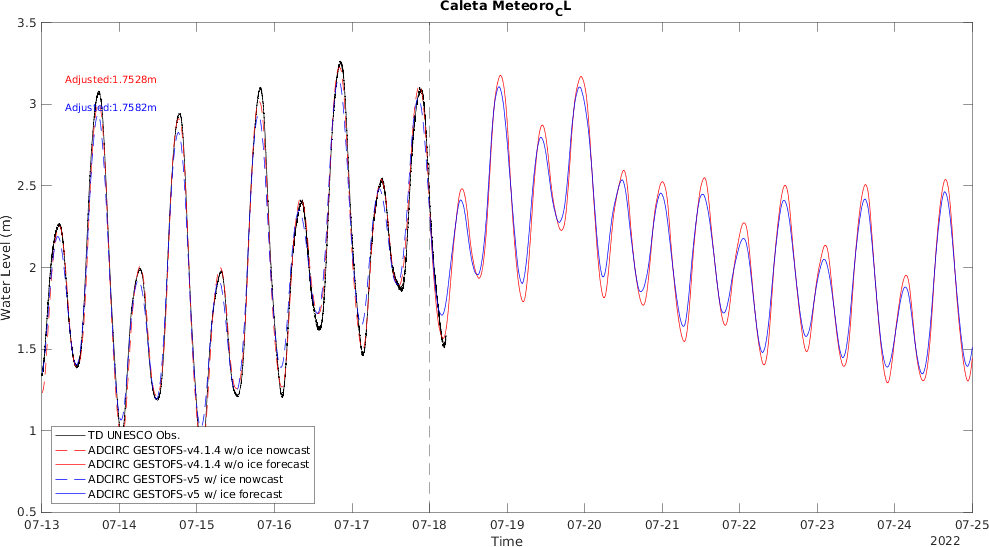 Caleta Meteoro_CL
Adjusted:1.7528m
Adjusted:1.7582m
3.5
3
2.5
2
1.5
1
0.5
Water Level (m)
TD UNESCO Obs.
ADCIRC GESTOFS-v4.1.4 w/o ice nowcast
ADCIRC GESTOFS-v4.1.4 w/o ice forecast
ADCIRC GESTOFS-v5 w/ ice nowcast
ADCIRC GESTOFS-v5 w/ ice forecast
07-13 07-14 07-15 07-16 07-17 07-18 07-19 07-20 07-21 07-22 07-23 07-24 07-25
Time
2022